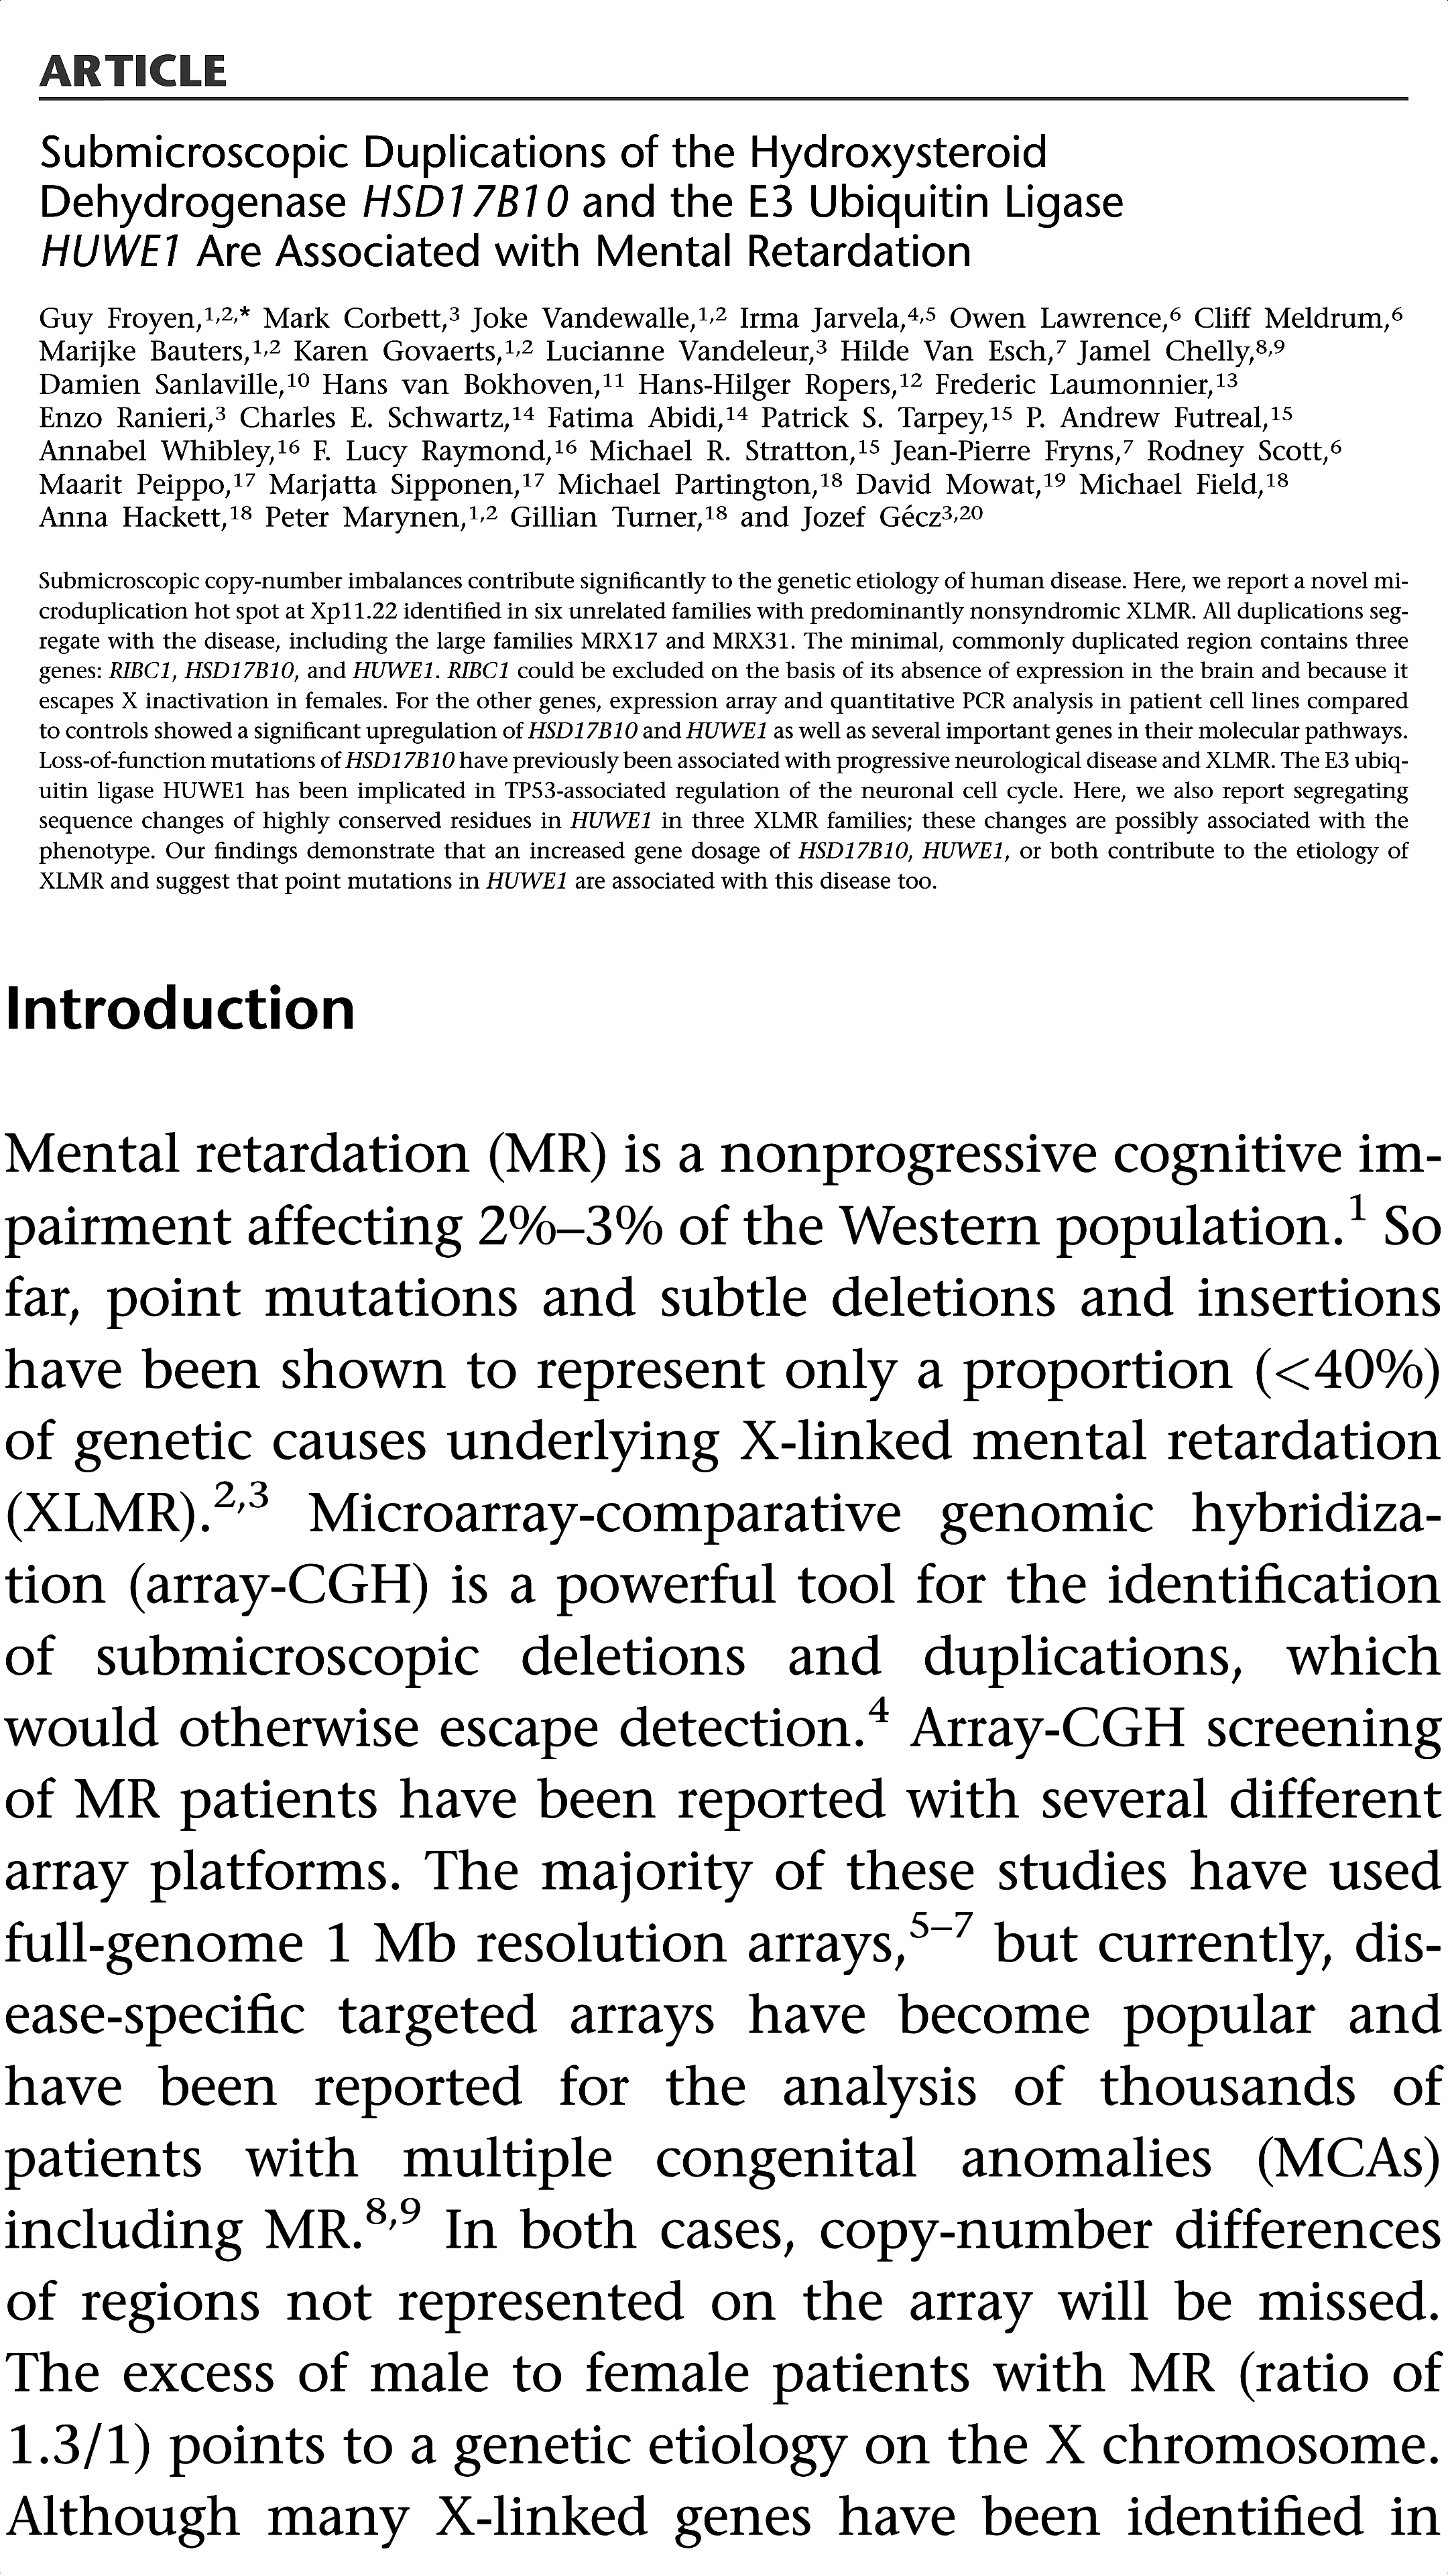 ARTICLE
Submicroscopic Duplications of the Hydroxysteroid
Dehydrogenase HSD17B10 and the E3 Ubiquitin Ligase
HUWE1 Are Associated with Mental Retardation
Guy Froyen,1,2,* Mark Corbett,3 Joke Vandewalle,1,2 Irma Jarvela,4,5 Owen Lawrence,6 Cliff Meldrum,6
Marijke Bauters,1,2 Karen Govaerts,1,2 Lucianne Vandeleur,3 Hilde Van Esch,7 Jamel Chelly,8,9
Damien Sanlaville,10 Hans van Bokhoven,11 Hans-Hilger Ropers,12 Frederic Laumonnier,13
Enzo Ranieri,3 Charles E. Schwartz,14 Fatima Abidi,14 Patrick S. Tarpey,15 P. Andrew Futreal,15
Annabel Whibley,16 F. Lucy Raymond,16 Michael R. Stratton,15 Jean-Pierre Fryns,7 Rodney Scott,6
Maarit Peippo,17 Marjatta Sipponen,17 Michael Partington,18 David Mowat,19 Michael Field,18
Anna Hackett,18 Peter Marynen,1,2 Gillian Turner,18 and Jozef Gécz3,20
Submicroscopic copy-number imbalances contribute significantly to the genetic etiology of human disease. Here, we report a novel mi-
croduplication hot spot at Xp11.22 identified in six unrelated families with predominantly nonsyndromic XLMR. All duplications seg-
regate with the disease, including the large families MRX17 and MRX31. The minimal, commonly duplicated region contains three
genes: RIBC1, HSD17B10, and HUWE1. RIBC1 could be excluded on the basis of its absence of expression in the brain and because it
escapes X inactivation in females. For the other genes, expression array and quantitative PCR analysis in patient cell lines compared
to controls showed a significant upregulation of HSD17B10 and HUWE1 as well as several important genes in their molecular pathways.
Loss-of-function mutations of HSD17B10 have previously been associated with progressive neurological disease and XLMR. The E3 ubiq-
uitin ligase HUWE1 has been implicated in TP53-associated regulation of the neuronal cell cycle. Here, we also report segregating
sequence changes of highly conserved residues in HUWE1 in three XLMR families; these changes are possibly associated with the
phenotype. Our findings demonstrate that an increased gene dosage of HSD17B10, HUWE1, or both contribute to the etiology of
XLMR and suggest that point mutations in HUWE1 are associated with this disease too.
Introduction
Mental retardation (MR) is a nonprogressive cognitive im-
pairment affecting 2%–3% of the Western population.1 So
far, point mutations and subtle deletions and insertions
have been shown to represent only a proportion (<40%)
of genetic causes underlying X-linked mental retardation
(XLMR).2,3 Microarray-comparative genomic hybridiza-
tion (array-CGH) is a powerful tool for the identification
of submicroscopic deletions and duplications, which
would otherwise escape detection.4 Array-CGH screening
of MR patients have been reported with several different
array platforms. The majority of these studies have used
full-genome 1 Mb resolution arrays,5–7 but currently, dis-
ease-specific targeted arrays have become popular and
have been reported for the analysis of thousands of
patients with multiple congenital anomalies (MCAs)
including MR.8,9 In both cases, copy-number differences
of regions not represented on the array will be missed.
The excess of male to female patients with MR (ratio of
1.3/1) points to a genetic etiology on the X chromosome.
Although many X-linked genes have been identified in